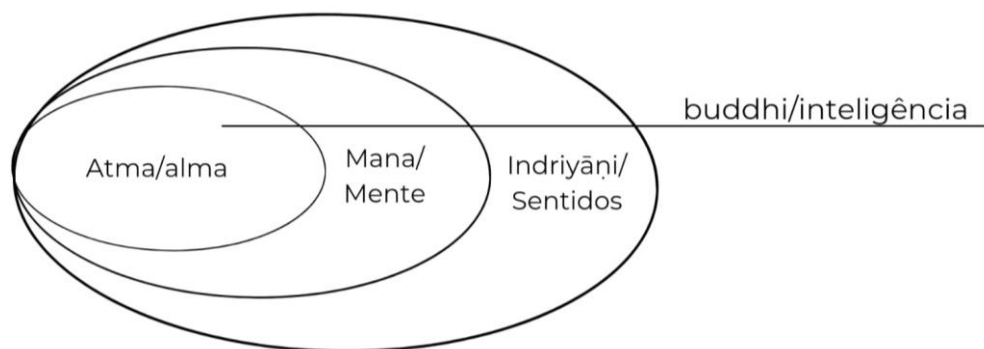 buddhi/inteligência
Atma/alma
Mana/
Mente
Indriyāṇi/
Sentidos